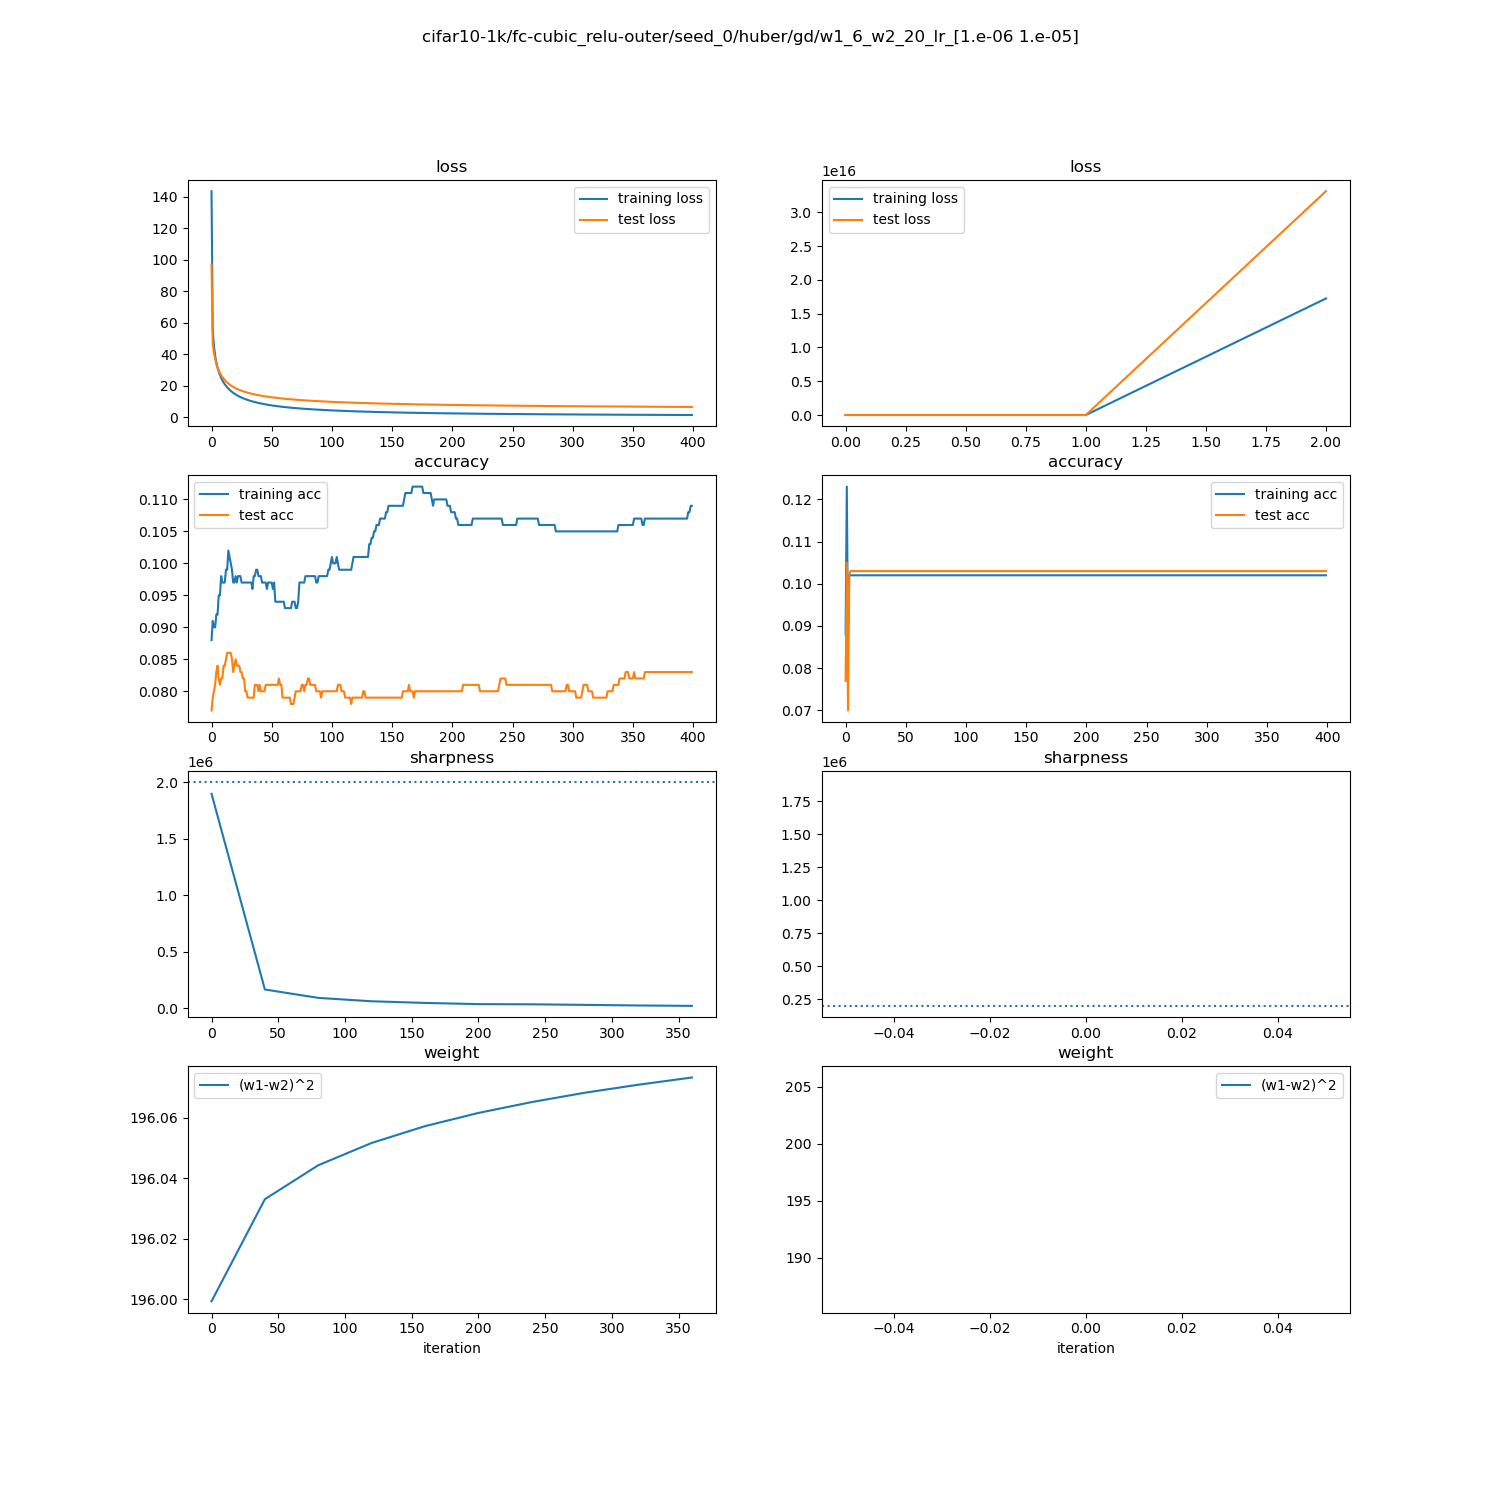 cifar10-1k/fc-cubic_relu-outer/seed_0/huber/gd/w1_6_w2_20_lr_[1.e-06 1.e-05]
loss
training loss
test loss
140
120
100
80
60
40
20
0
0 50 100 150 200 250 300 350 400
loss
1e16
training loss
test loss
3.0
2.5
2.0
1.5
1.0
0.5
0.0
0.00 0.25 0.50 0.75 1.00 1.25 1.50 1.75 2.00
accuracy
training acc
test acc
0.110
0.105
0.100
0.095
0.090
0.085
0.080
0 50 100 150 200 250 300 350 400
accuracy
training acc
test acc
0.12
0.11
0.10
0.09
0.08
0.07
0 50 100 150 200 250 300 350 400
sharpness
1e6
2.0
1.5
1.0
0.5
0.0
0 50 100 150 200 250 300 350
sharpness
1e6
1.75
1.50
1.25
1.00
0.75
0.50
0.25
−0.04 −0.02 0.00 0.02 0.04
weight
(w1-w2)^2
196.06
196.04
196.02
196.00
0 50 100 150 200 250 300 350
iteration
weight
(w1-w2)^2
205
200
195
190
−0.04 −0.02 0.00 0.02 0.04
iteration